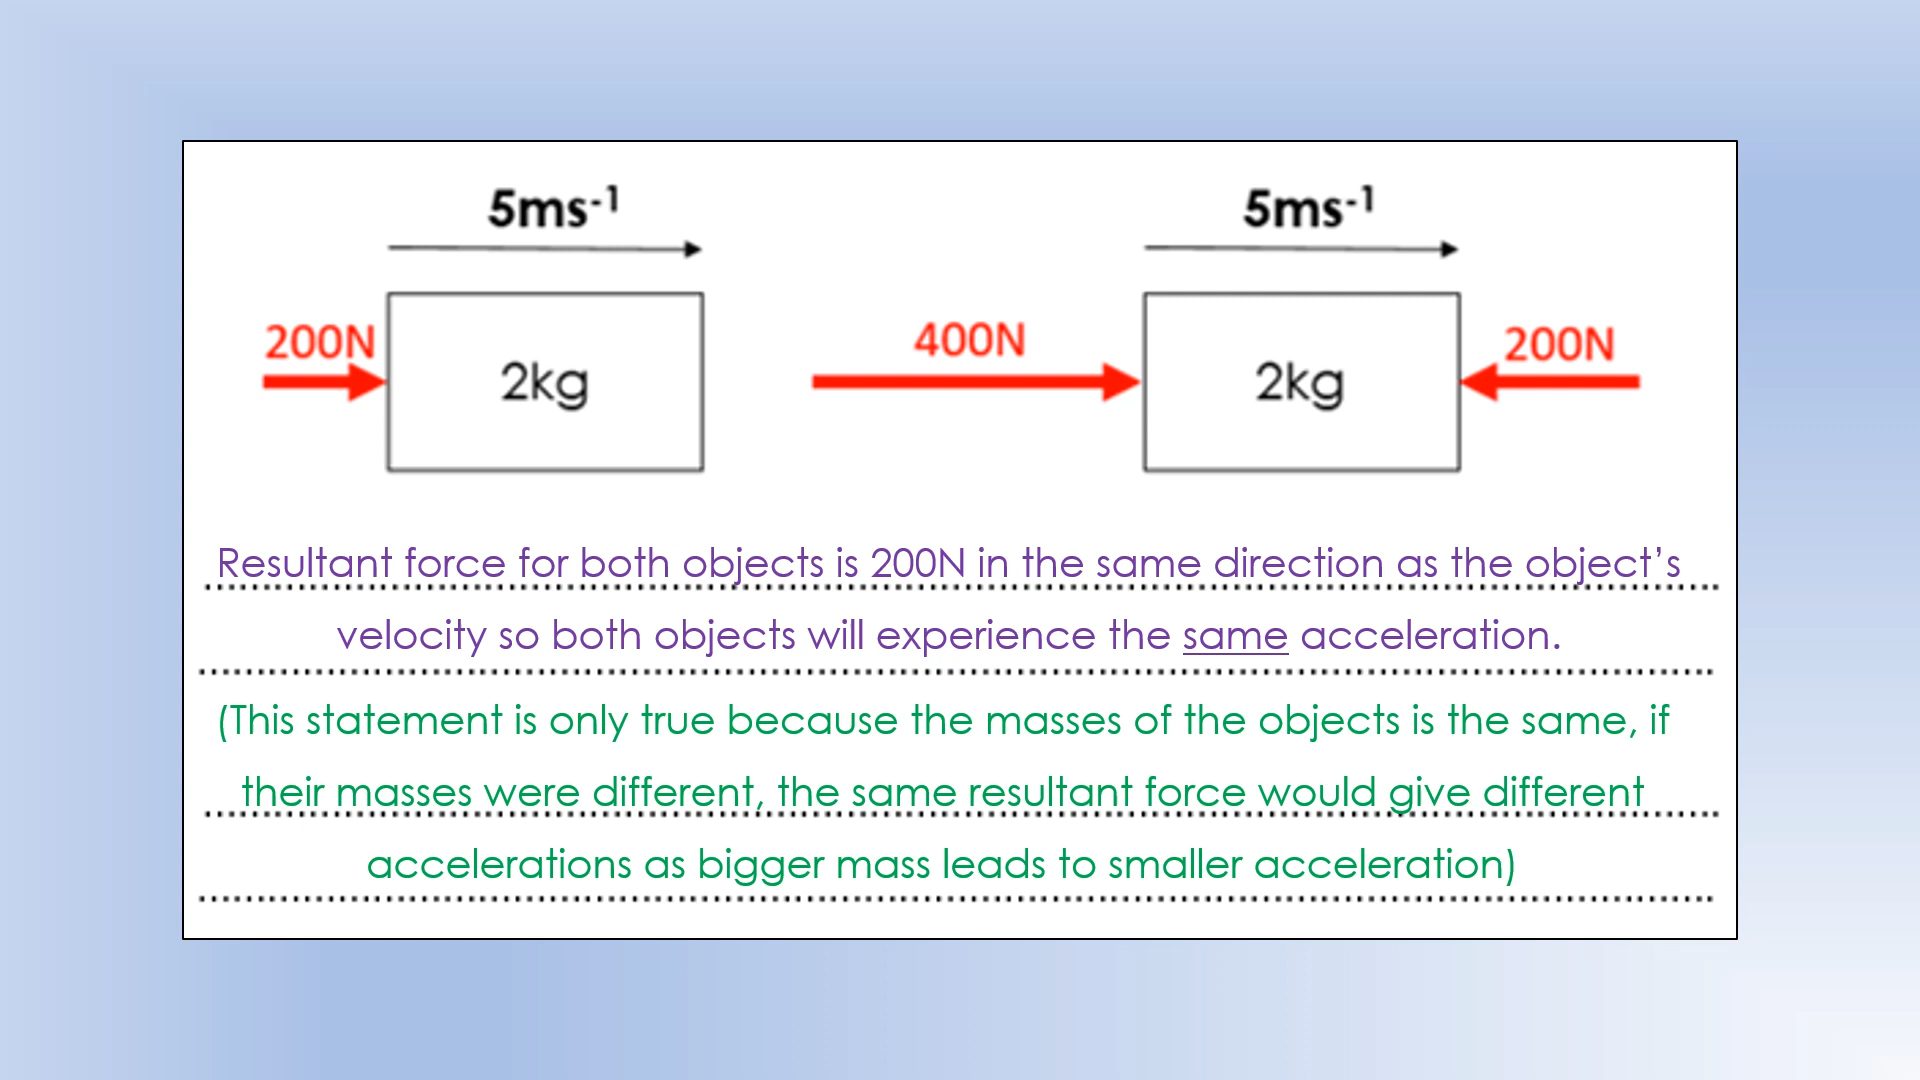 5ms⁻¹ 5ms⁻¹
200N 400N 200N
2kg 2kg
Resultant force for both objects is 200N in the same direction as the object’s
velocity so both objects will experience the same acceleration.
(This statement is only true because the masses of the objects is the same, if
their masses were different, the same resultant force would give different
accelerations as bigger mass leads to smaller acceleration)